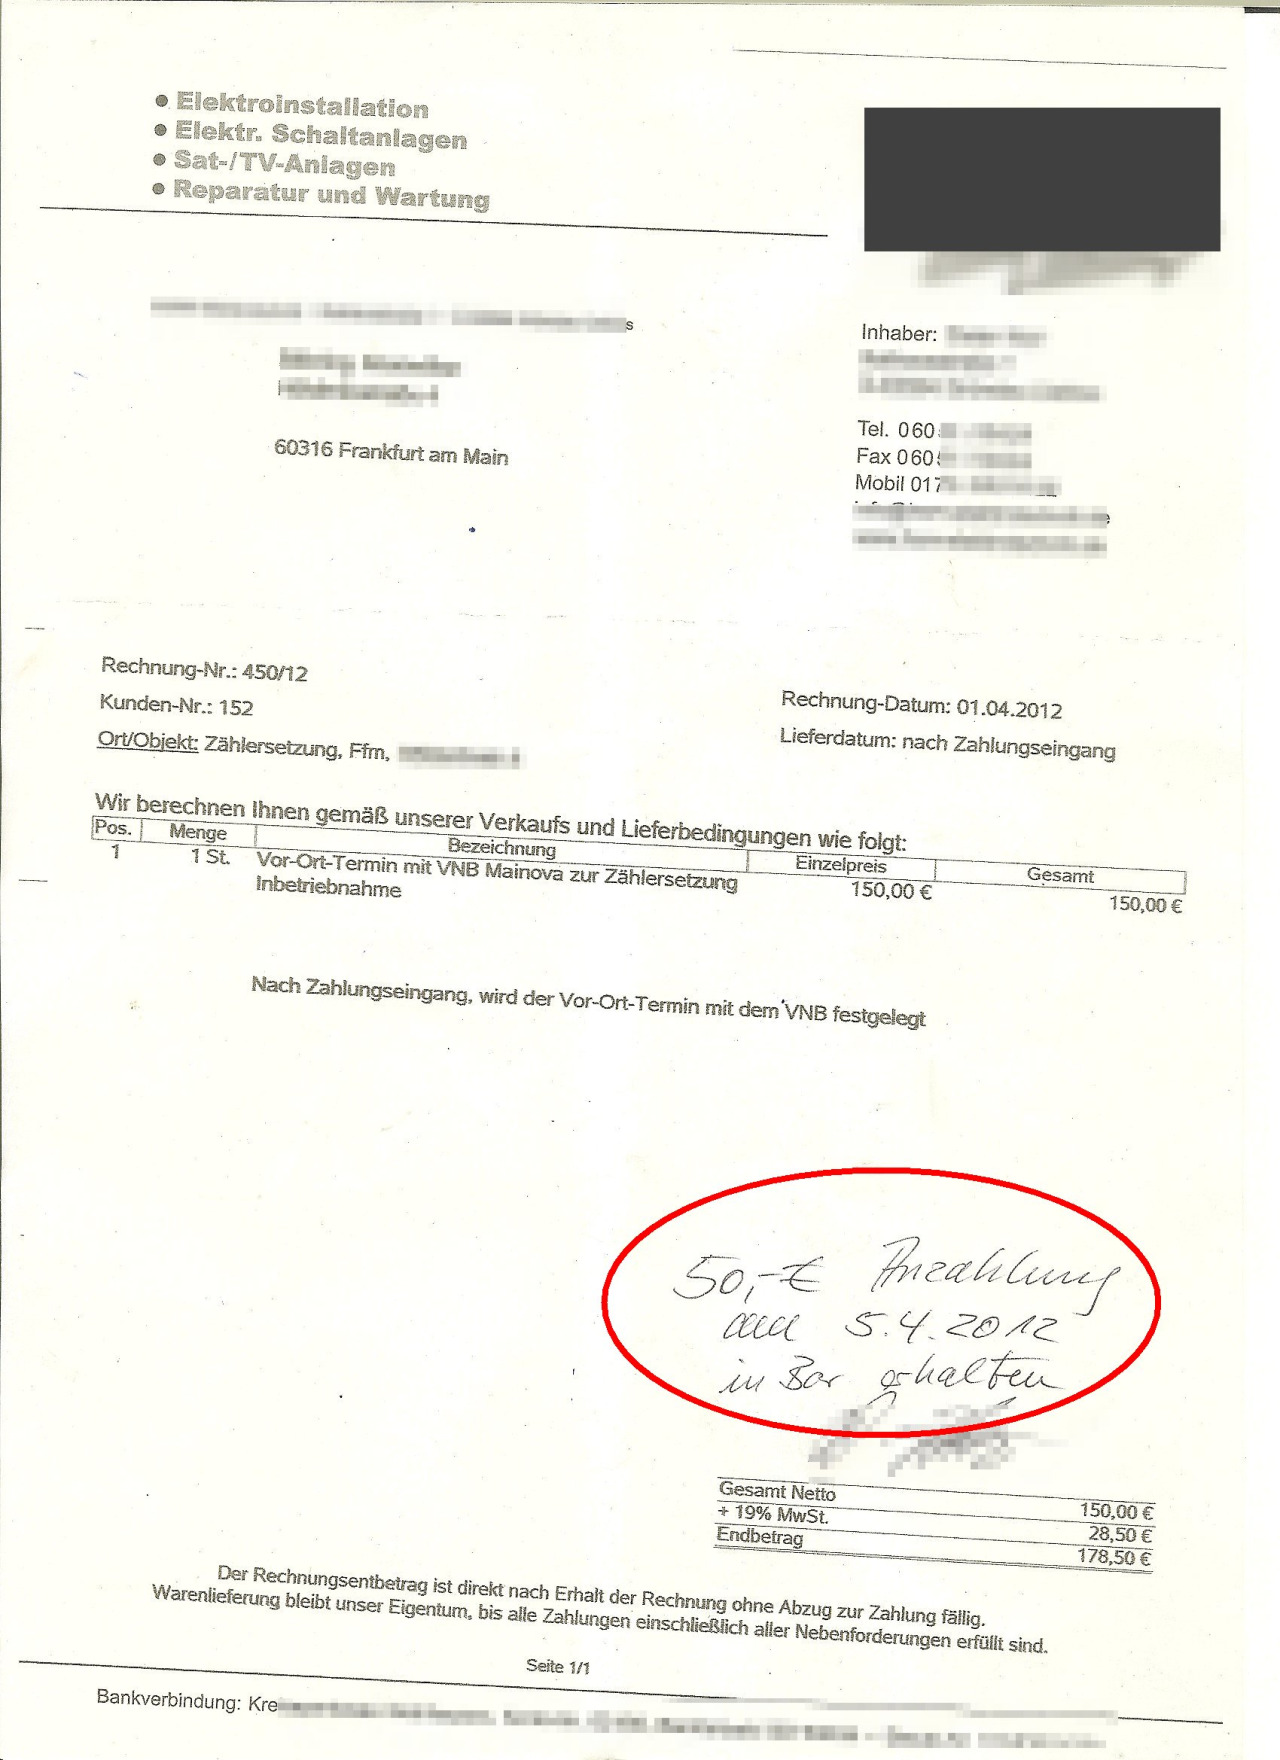 ● Elektroinstallation
● Elektr. Schaltanlagen
● Sat-/TV-Anlagen
● Reparatur und Wartung
Inhaber:
60316 Frankfurt am Main
Tel. 060
Fax 060
Mobil 017
Rechnung-Nr.: 450/12
Kunden-Nr.: 152
Ort/Objekt: Zählersetzung, Ffm,
Rechnung-Datum: 01.04.2012
Lieferdatum: nach Zahlungseingang
Wir berechnen Ihnen gemäß unserer Verkaufs und Lieferbedingungen wie folgt:
Pos. Menge Bezeichnung Einzelpreis Gesamt
1 1 St. Vor-Ort-Termin mit VNB Mainova zur Zählersetzung 150,00 € 150,00 €
Inbetriebnahme
Nach Zahlungseingang, wird der Vor-Ort-Termin mit dem VNB festgelegt
50,-€ Anzahlung
am 5.4.2012
in Bar erhalten
Gesamt Netto 150,00 €
+ 19% MwSt. 28,50 €
Endbetrag 178,50 €
Der Rechnungsentbetrag ist direkt nach Erhalt der Rechnung ohne Abzug zur Zahlung fällig.
Warenlieferung bleibt unser Eigentum, bis alle Zahlungen einschließlich aller Nebenforderungen erfüllt sind.
Seite 1/1
Bankverbindung: Kre